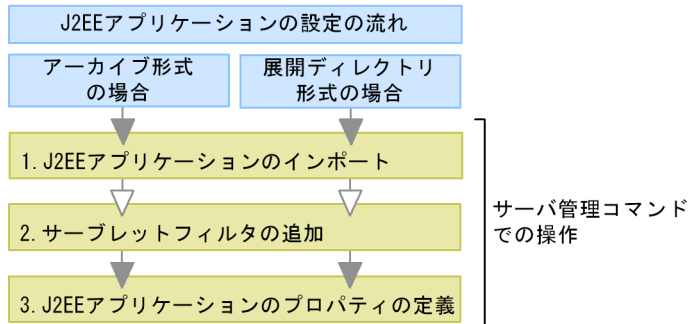 J2EEアプリケーションの設定の流れ
アーカイブ形式
の場合
展開ディレクトリ
形式の場合
1.J2EEアプリケーションのインポート
2.サーブレットフィルタの追加
3.J2EEアプリケーションのプロパティの定義
サーバ管理コマンド
での操作